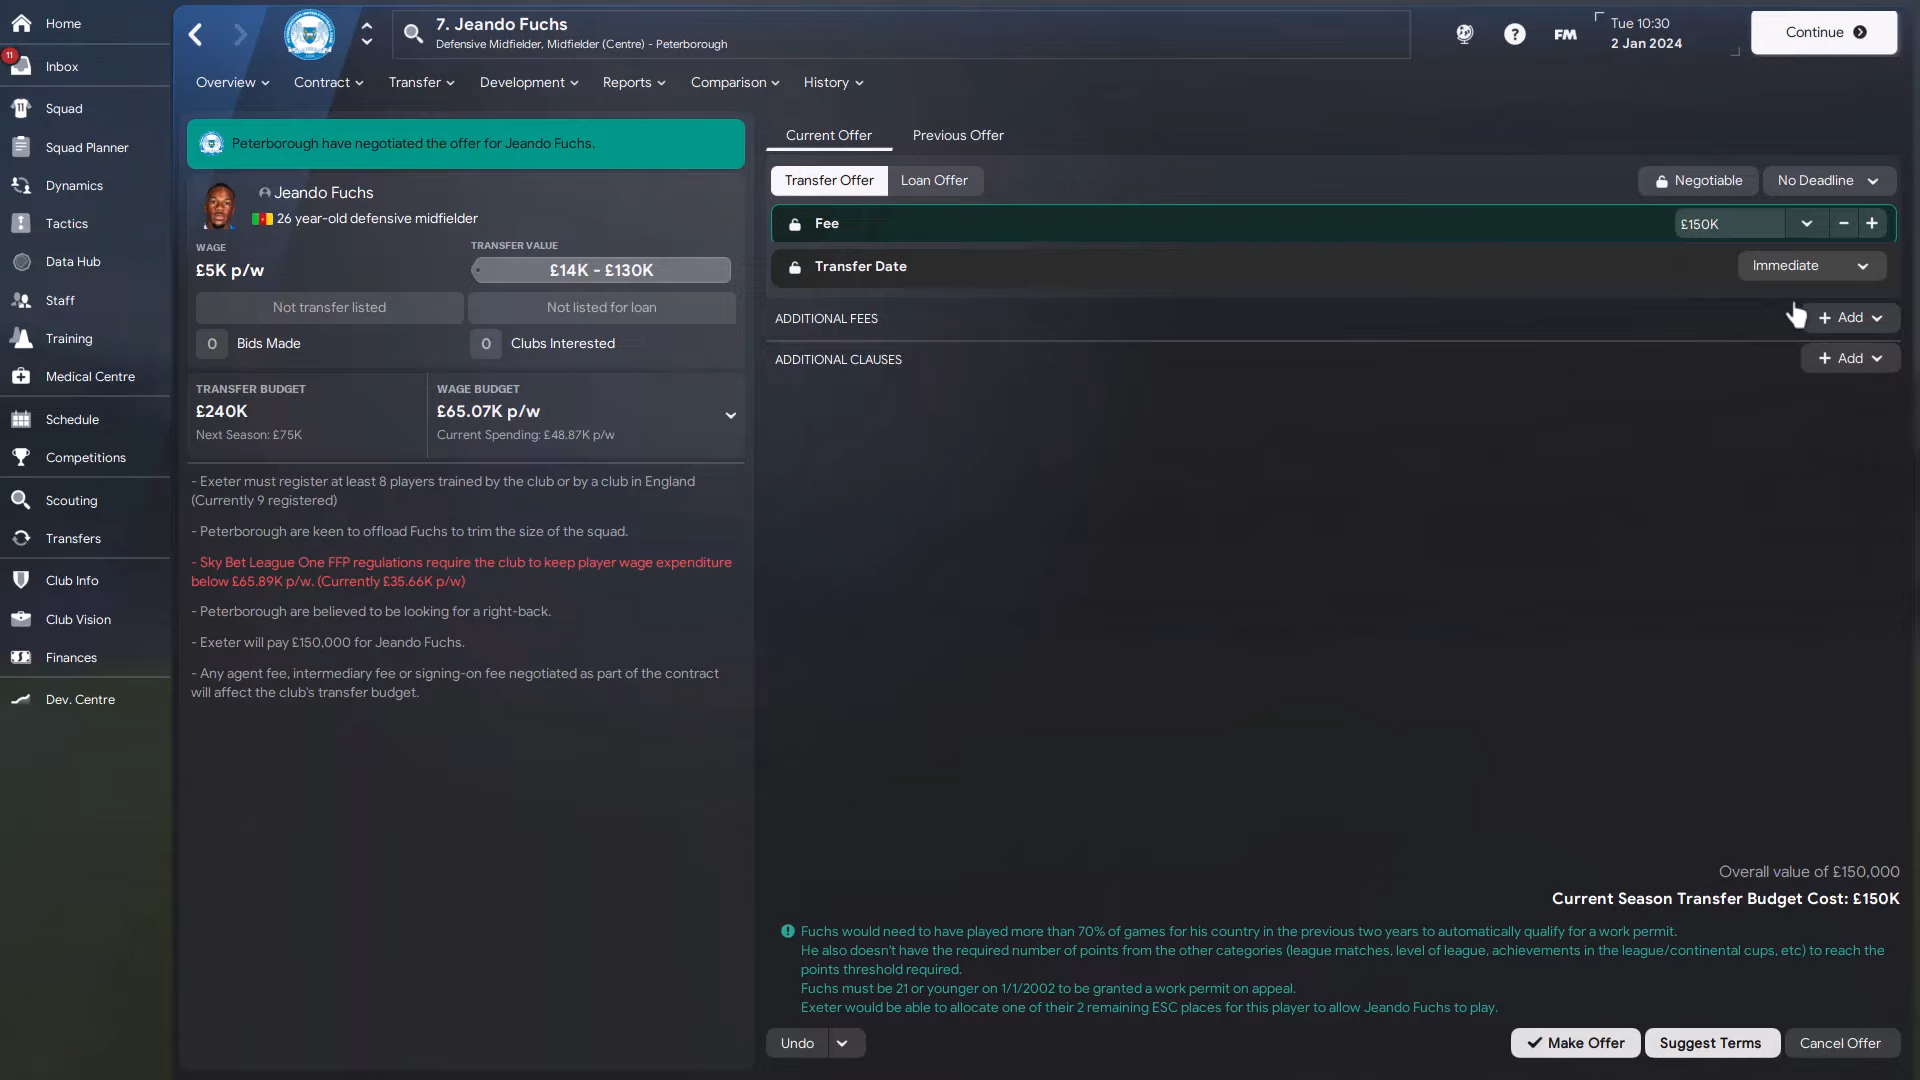 Home
11
Inbox
Squad
Squad Planner
Dynamics
Tactics
Data Hub
Staff
Training
Medical Centre
Schedule
Competitions
Scouting
Transfers
Club Info
Club Vision
Finances
Dev. Centre
7. Jeando Fuchs
Defensive Midfielder, Midfielder (Centre) - Peterborough
FM
Tue 10:30
2 Jan 2024
Continue
Overview
Contract
Transfer
Development
Reports
Comparison
History
Peterborough have negotiated the offer for Jeando Fuchs.
Jeando Fuchs
26 year-old defensive midfielder
WAGE
£5K p/w
TRANSFER VALUE
£14K - £130K
Not transfer listed
Not listed for loan
0 Bids Made
0 Clubs Interested
TRANSFER BUDGET
£240K
Next Season: £75K
WAGE BUDGET
£65.07K p/w
Current Spending: £48.87K p/w
- Exeter must register at least 8 players trained by the club or by a club in England
(Currently 9 registered)
- Peterborough are keen to offload Fuchs to trim the size of the squad.
- Sky Bet League One FFP regulations require the club to keep player wage expenditure
below £65.89K p/w. (Currently £35.66K p/w)
- Peterborough are believed to be looking for a right-back.
- Exeter will pay £150,000 for Jeando Fuchs.
- Any agent fee, intermediary fee or signing-on fee negotiated as part of the contract
will affect the club's transfer budget.
Current Offer
Previous Offer
Transfer Offer
Loan Offer
Negotiable
No Deadline
Fee
£150K
Transfer Date
Immediate
ADDITIONAL FEES
+ Add
ADDITIONAL CLAUSES
+ Add
Overall value of £150,000
Current Season Transfer Budget Cost: £150K
Fuchs would need to have played more than 70% of games for his country in the previous two years to automatically qualify for a work permit.
He also doesn't have the required number of points from the other categories (league matches, level of league, achievements in the league/continental cups, etc) to reach the
points threshold required.
Fuchs must be 21 or younger on 1/1/2002 to be granted a work permit on appeal.
Exeter would be able to allocate one of their 2 remaining ESC places for this player to allow Jeando Fuchs to play.
Undo
Make Offer
Suggest Terms
Cancel Offer